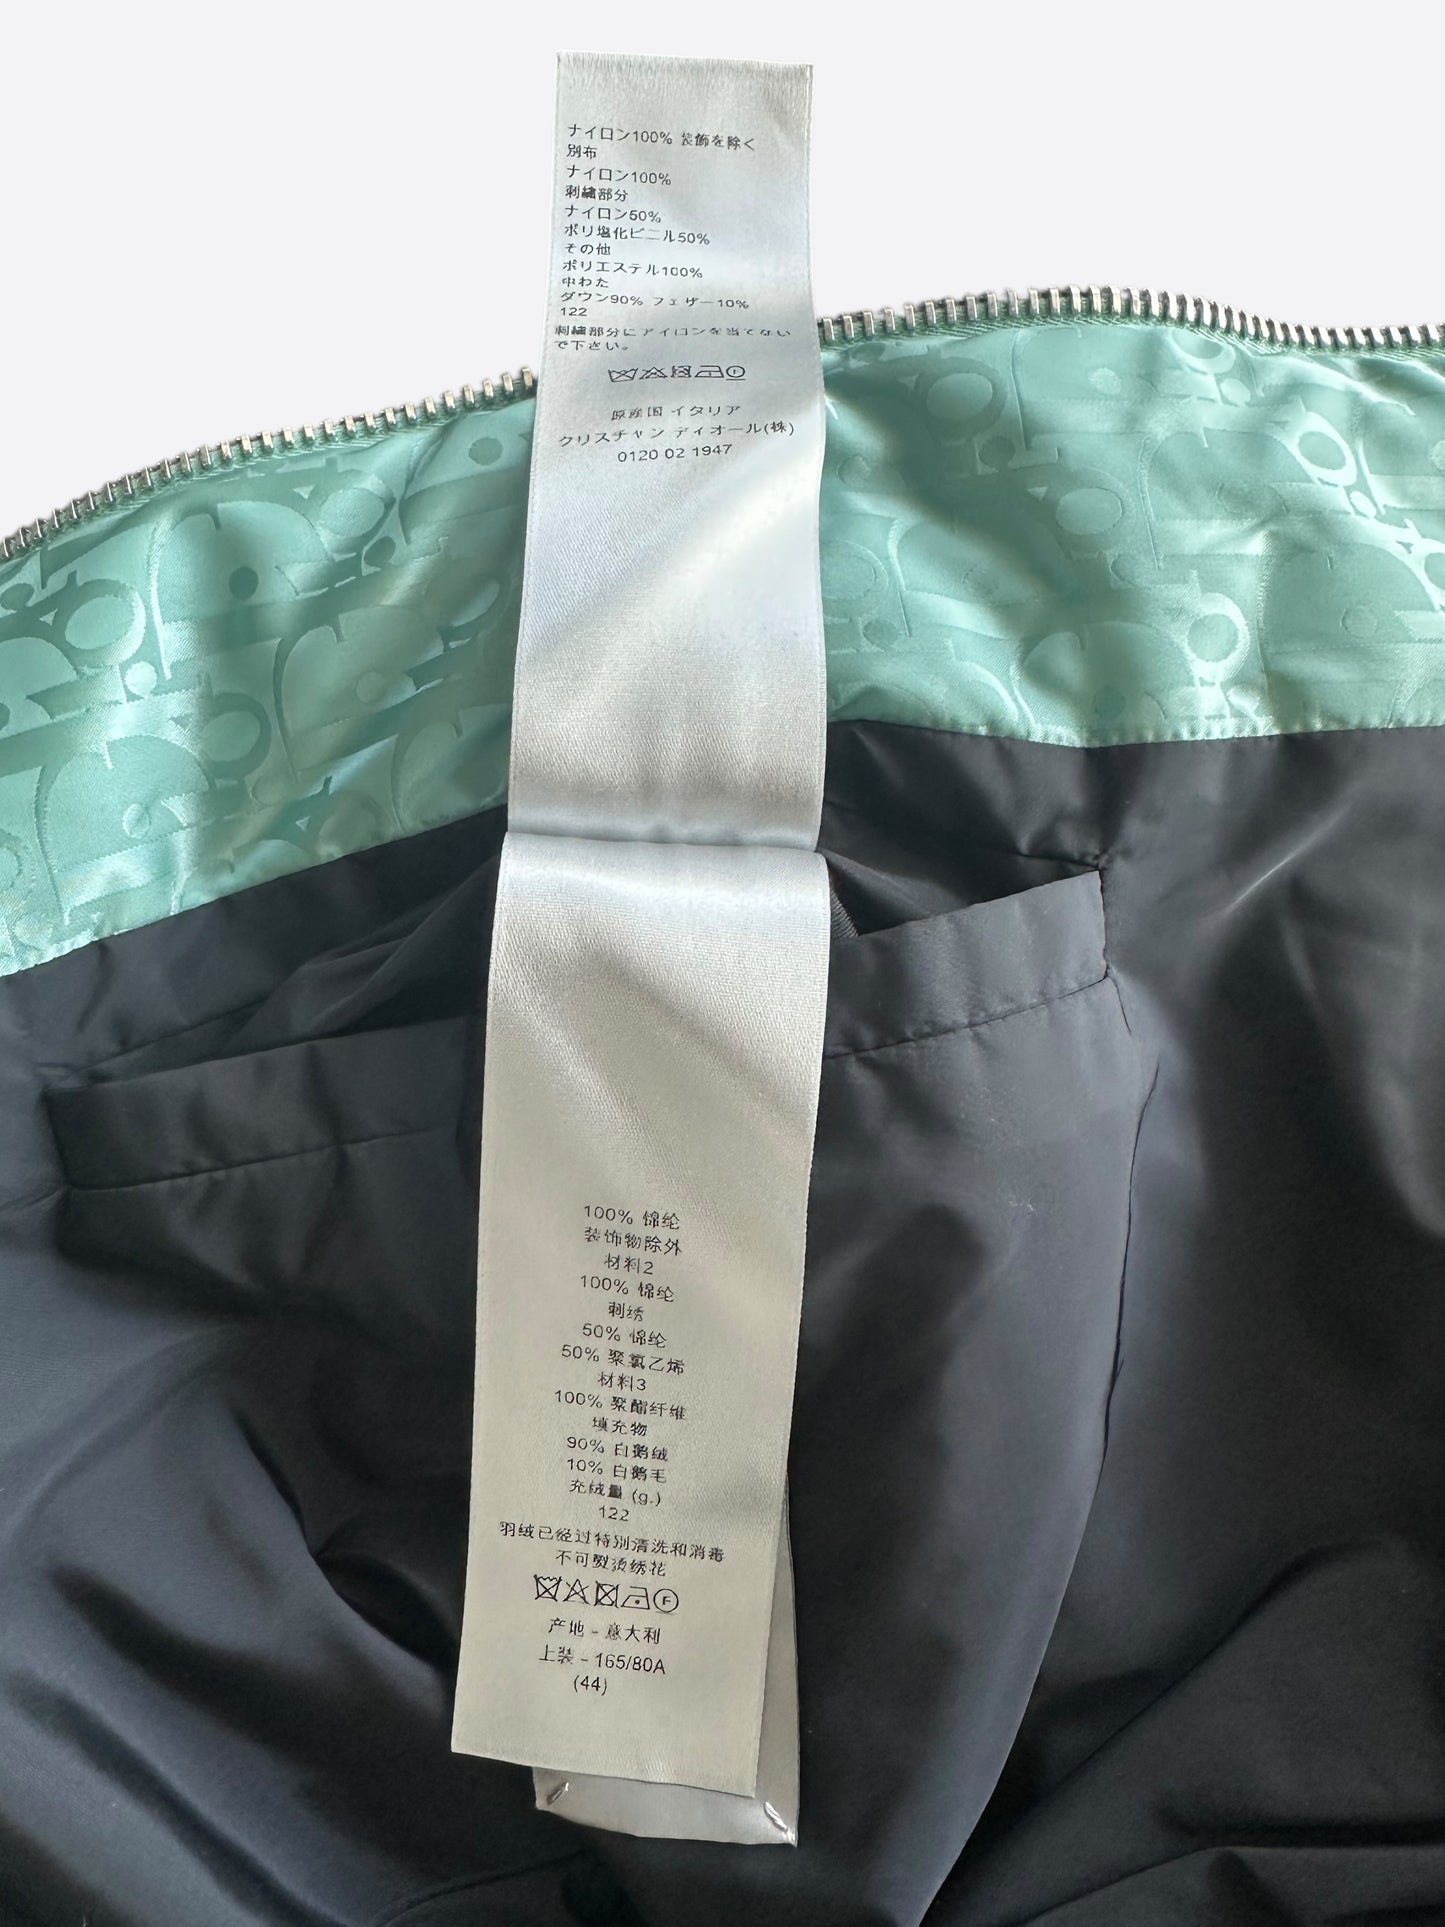 ナイロン100% 装飾を除く
別布
ナイロン100%
刺繍部分
ナイロン50%
ポリ塩化ビニル50%
その他
ポリエステル100%
中わた
ダウン90% フェザー10%
122
刺繍部分にアイロンを当てない
で下さい。
原産国 イタリア
クリスチャン ディオール(株)
0120 02 1947
100% 锦纶
装饰物除外
材料2
100% 锦纶
刺绣
50% 锦纶
50% 聚氯乙烯
材料3
100% 聚酯纤维
填充物
90% 白鹅绒
10% 白鹅毛
充绒量 (g.)
122
羽绒已经过特别清洗和消毒
不可熨烫绣花
F
产地 - 意大利
上装 - 165/80A
(44)